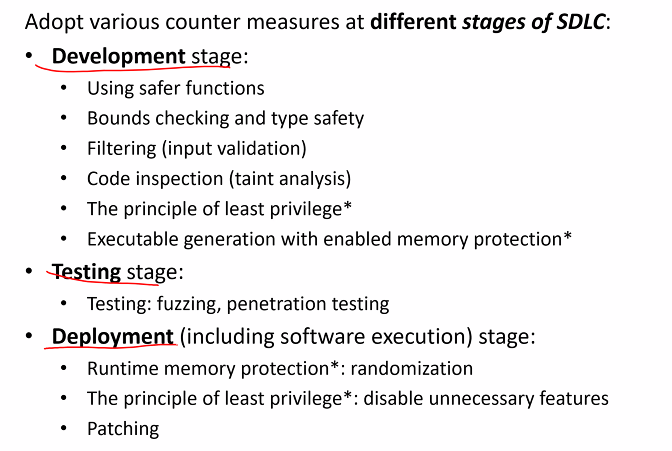 Adopt various counter measures at different stages of SDLC:
• Development stage:
• Using safer functions
• Bounds checking and type safety
• Filtering (input validation)
• Code inspection (taint analysis)
• The principle of least privilege*
• Executable generation with enabled memory protection*
• Testing stage:
• Testing: fuzzing, penetration testing
• Deployment (including software execution) stage:
• Runtime memory protection*: randomization
• The principle of least privilege*: disable unnecessary features
• Patching